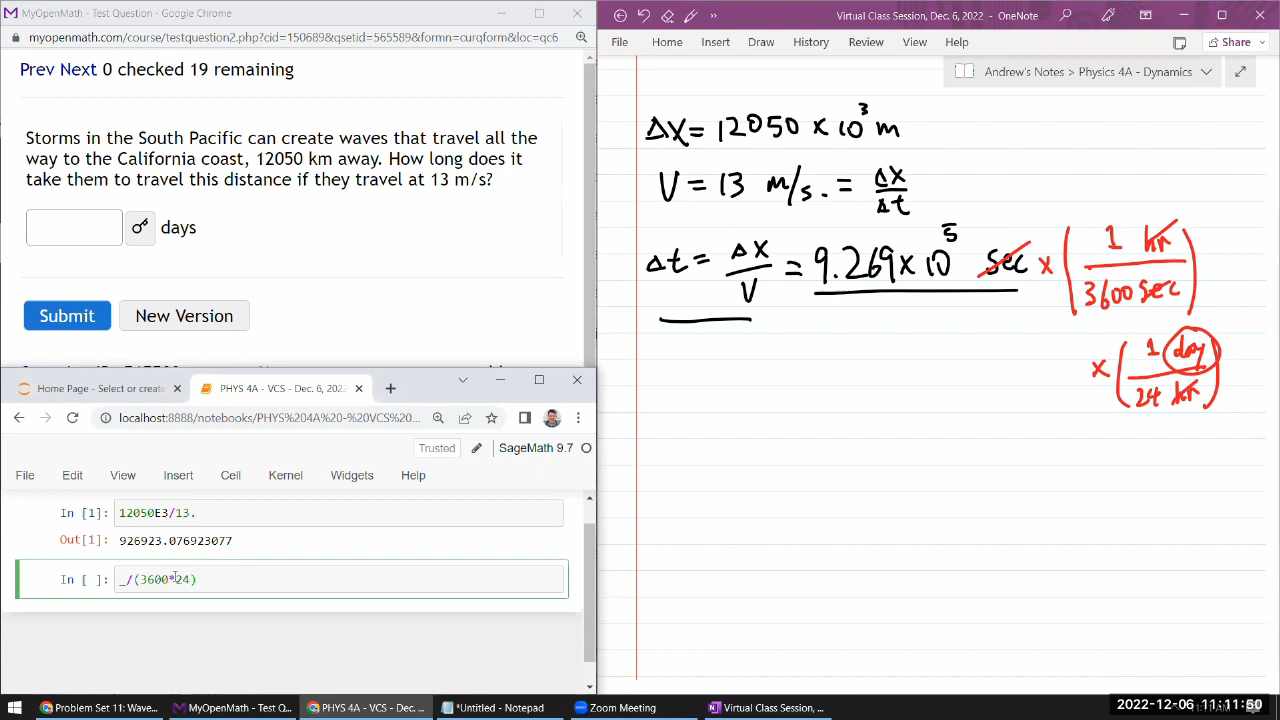 MyOpenMath - Test Question - Google Chrome
myopenmath.com/course/testquestion2.php?cid=150689&qsetid=565589&formn=curqform&loc=qc6
Prev Next 0 checked 19 remaining
Storms in the South Pacific can create waves that travel all the
way to the California coast, 12050 km away. How long does it
take them to travel this distance if they travel at 13 m/s?
days
Submit New Version
Home Page - Select or create PHYS 4A - VCS - Dec. 6, 2022
localhost:8888/notebooks/PHYS%204A%20-%20VCS%20...
Trusted SageMath 9.7
File Edit View Insert Cell Kernel Widgets Help
In [1]: 12050E3/13.
Out[1]: 926923.076923077
In [ ]: _/(3600*24)
Virtual Class Session, Dec. 6, 2022 - OneNote
File Home Insert Draw History Review View Help Share
Andrew's Notes > Physics 4A - Dynamics
Δx = 12050 × 10³ m
V = 13 m/s. = Δx/Δt
Δt = Δx/V = 9.269 × 10⁵ sec × (1 hr/3600 sec)
× (1 day/24 hr)
Problem Set 11: Wave... MyOpenMath - Test Q... PHYS 4A - VCS - Dec.... *Untitled - Notepad Zoom Meeting Virtual Class Session,...
2022-12-06 11:11:50